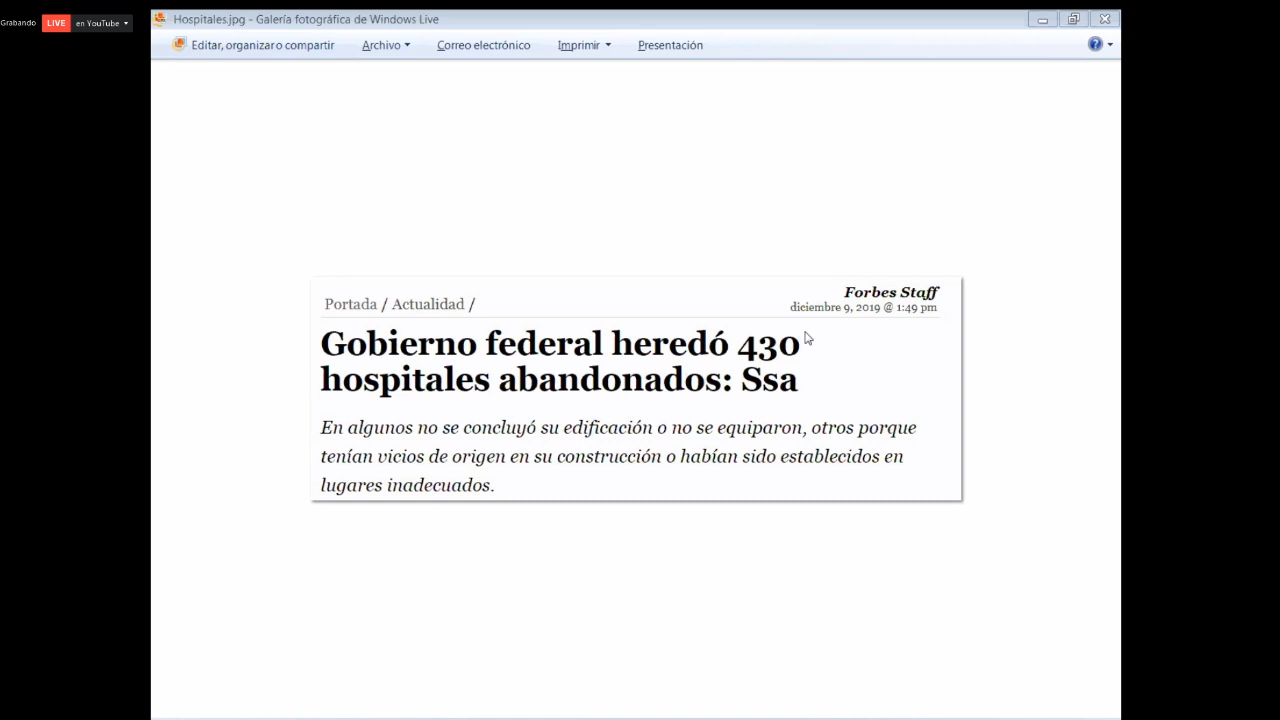 Grabando LIVE en YouTube
Hospitales.jpg - Galería fotográfica de Windows Live
Editar, organizar o compartir Archivo Correo electrónico Imprimir Presentación
Forbes Staff
Portada / Actualidad /
diciembre 9, 2019 @ 1:49 pm
Gobierno federal heredó 430
hospitales abandonados: Ssa
En algunos no se concluyó su edificación o no se equiparon, otros porque
tenían vicios de origen en su construcción o habían sido establecidos en
lugares inadecuados.